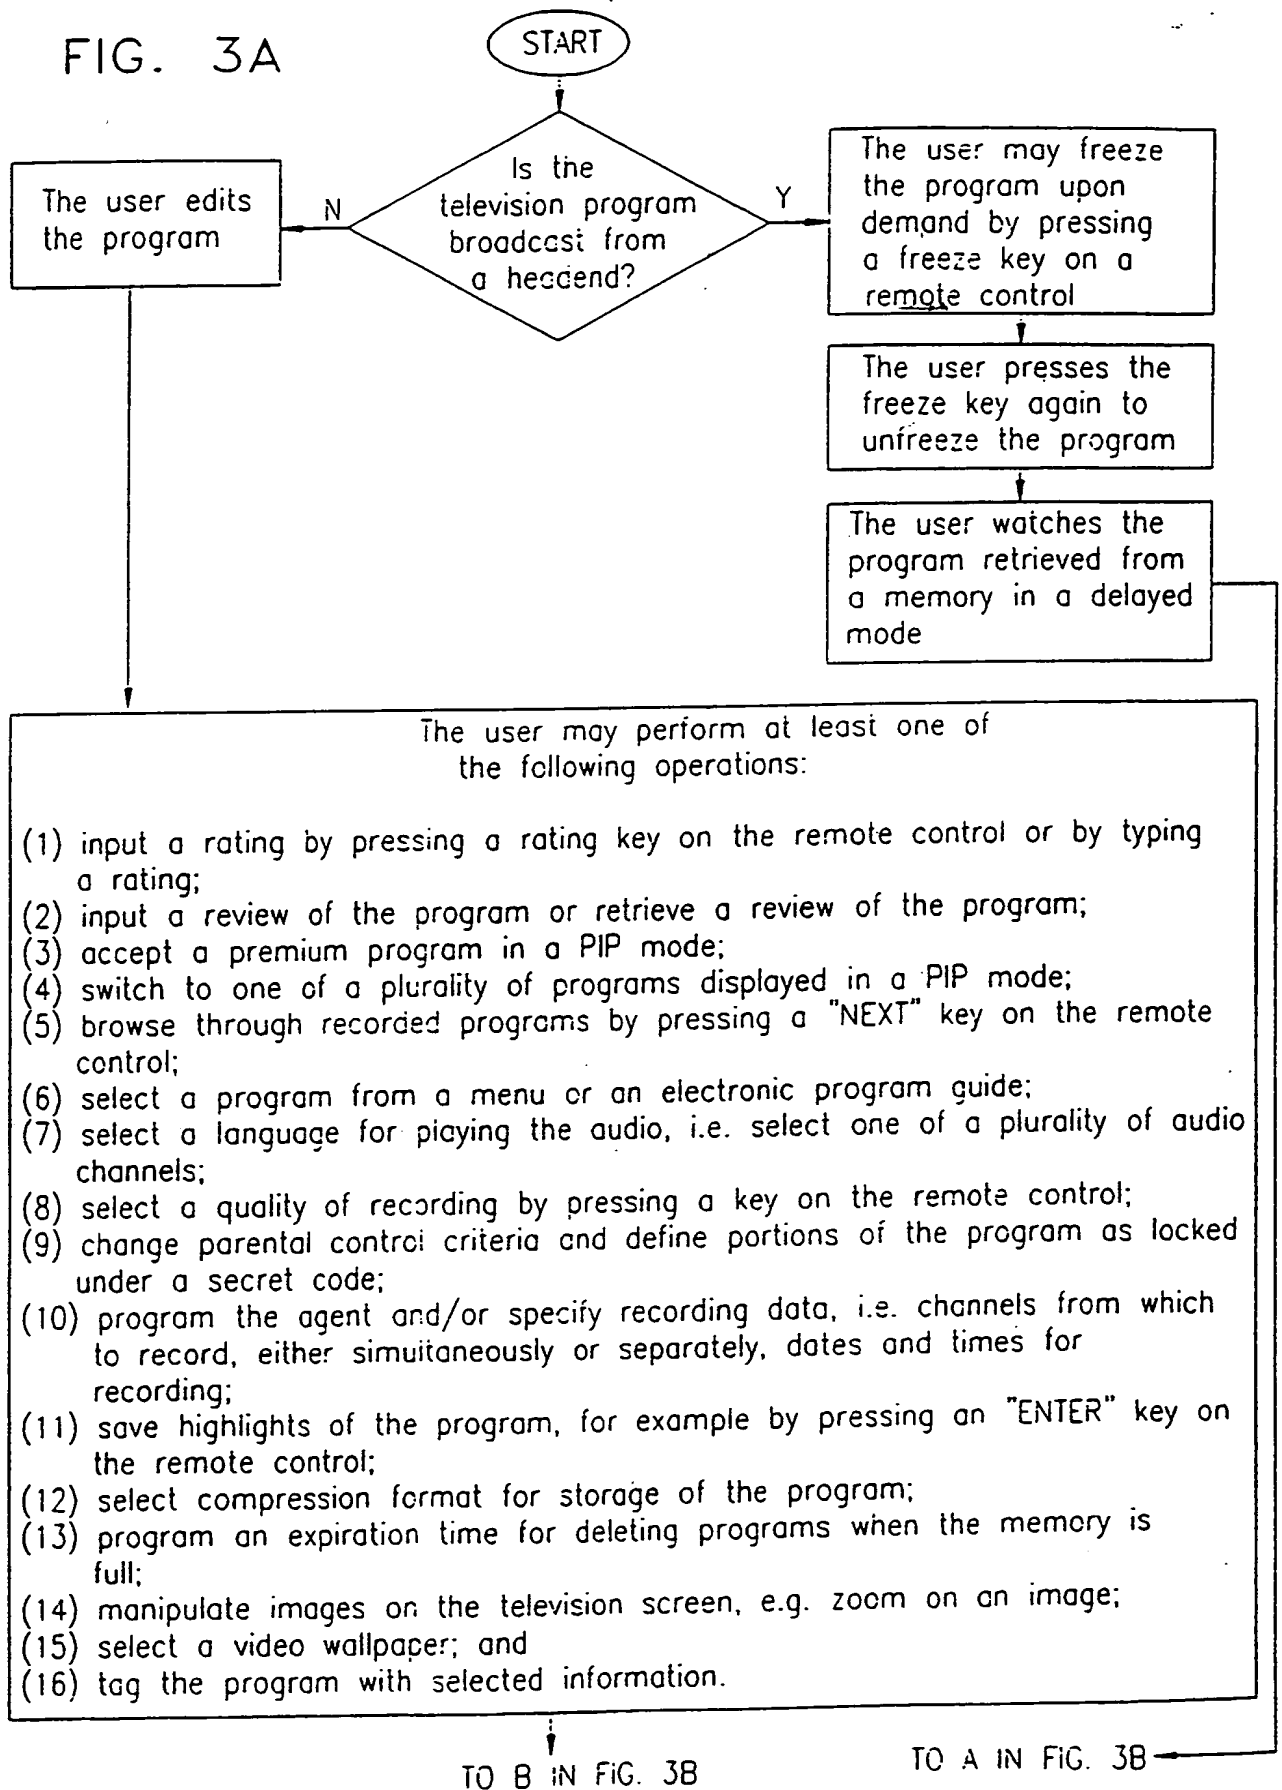 FIG. 3A
START
Is the
television program
broadcast from
a headend?
N
Y
The user edits
the program
The user may freeze
the program upon
demand by pressing
a freeze key on a
remote control
The user presses the
freeze key again to
unfreeze the program
The user watches the
program retrieved from
a memory in a delayed
mode
The user may perform at least one of
the following operations:
(1) input a rating by pressing a rating key on the remote control or by typing
a rating;
(2) input a review of the program or retrieve a review of the program;
(3) accept a premium program in a PIP mode;
(4) switch to one of a plurality of programs displayed in a PIP mode;
(5) browse through recorded programs by pressing a "NEXT" key on the remote
control;
(6) select a program from a menu or an electronic program guide;
(7) select a language for playing the audio, i.e. select one of a plurality of audio
channels;
(8) select a quality of recording by pressing a key on the remote control;
(9) change parental control criteria and define portions of the program as locked
under a secret code;
(10) program the agent and/or specify recording data, i.e. channels from which
to record, either simultaneously or separately, dates and times for
recording;
(11) save highlights of the program, for example by pressing an "ENTER" key on
the remote control;
(12) select compression format for storage of the program;
(13) program an expiration time for deleting programs when the memory is
full;
(14) manipulate images on the television screen, e.g. zoom on an image;
(15) select a video wallpaper; and
(16) tag the program with selected information.
TO B IN FIG. 3B
TO A IN FIG. 3B